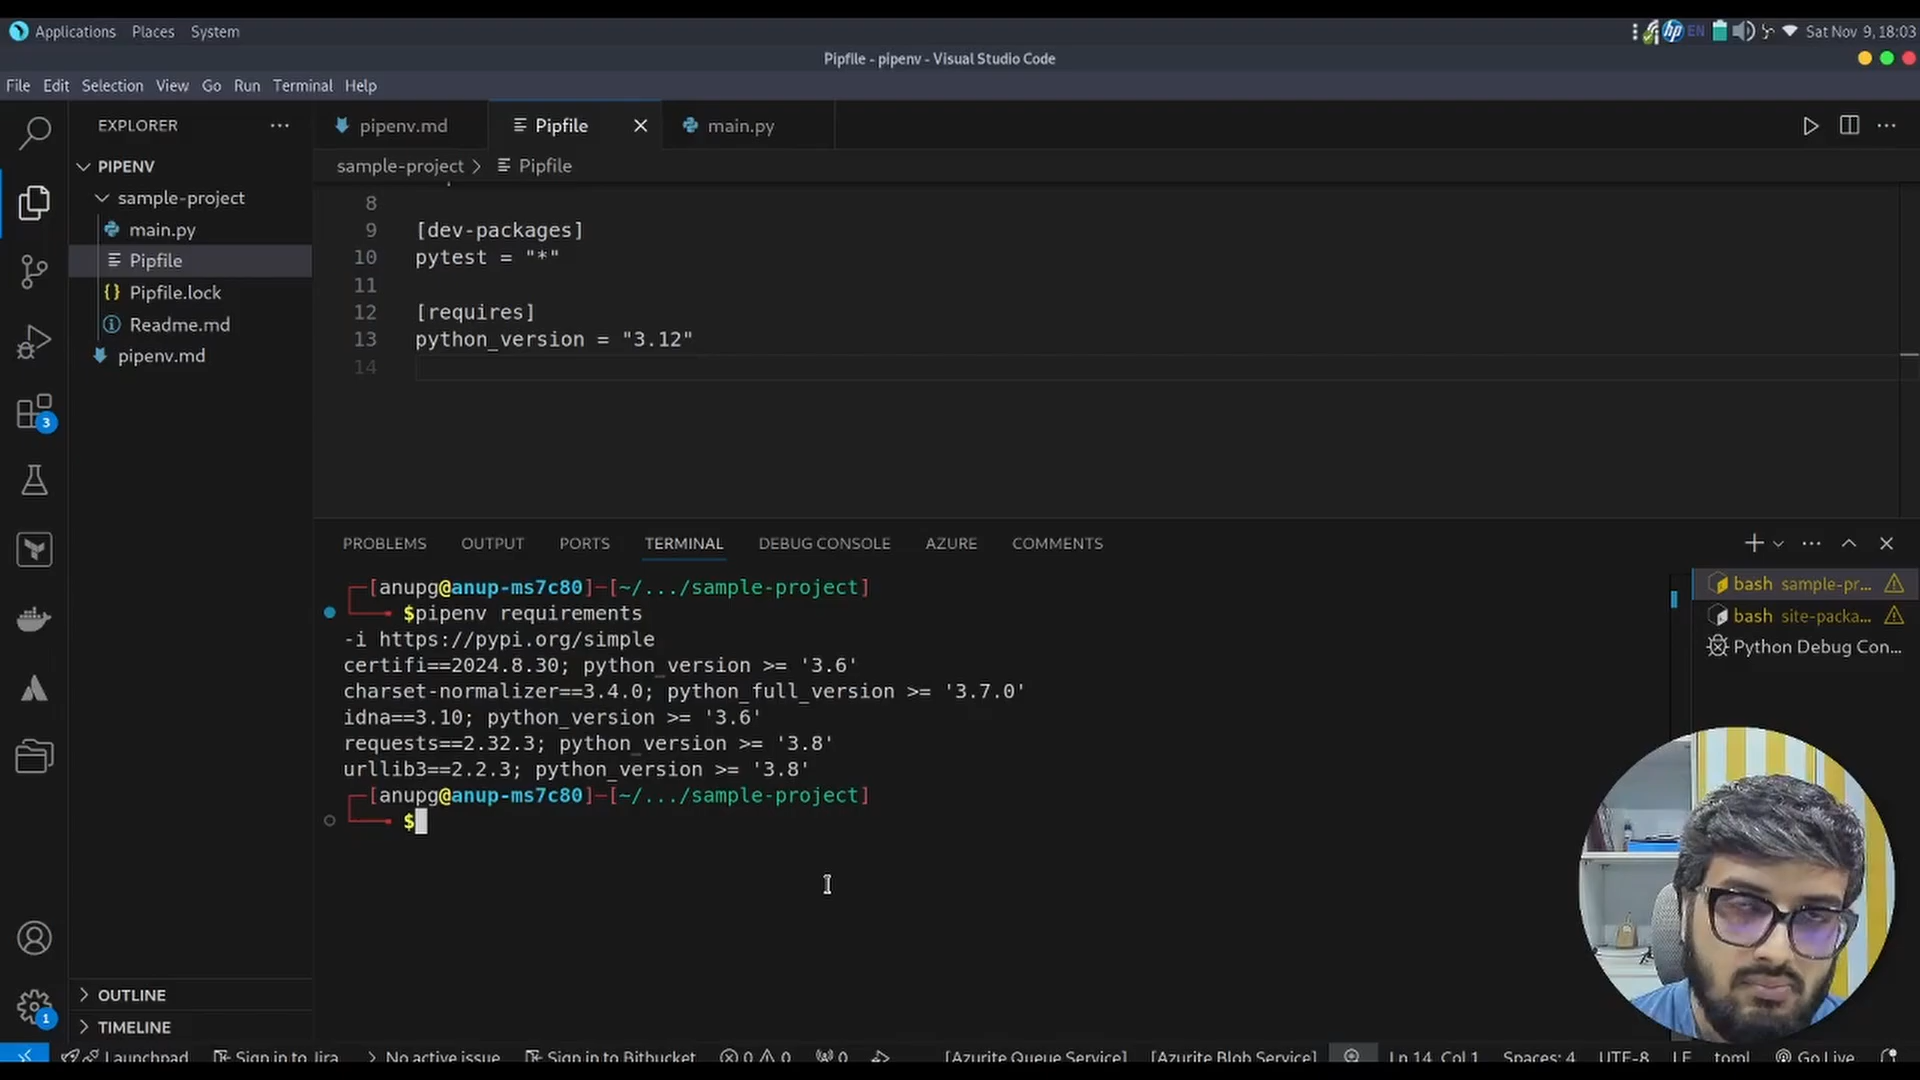 Applications Places System
EN Sat Nov 9, 18:03
Pipfile - pipenv - Visual Studio Code
File Edit Selection View Go Run Terminal Help
EXPLORER
PIPENV
sample-project
main.py
Pipfile
Pipfile.lock
Readme.md
pipenv.md
3
1
OUTLINE
TIMELINE
pipenv.md Pipfile main.py
sample-project > Pipfile
8
9 [dev-packages]
10 pytest = "*"
11
12 [requires]
13 python_version = "3.12"
14
PROBLEMS OUTPUT PORTS TERMINAL DEBUG CONSOLE AZURE COMMENTS
[anupg@anup-ms7c80]-[~/.../sample-project]
$pipenv requirements
-i https://pypi.org/simple
certifi==2024.8.30; python_version >= '3.6'
charset-normalizer==3.4.0; python_full_version >= '3.7.0'
idna==3.10; python_version >= '3.6'
requests==2.32.3; python_version >= '3.8'
urllib3==2.2.3; python_version >= '3.8'
[anupg@anup-ms7c80]-[~/.../sample-project]
$
bash sample-pr...
bash site-packa...
Python Debug Con...
Launchpad Sign in to Jira No active issue Sign in to Bitbucket 0 0 0 [Azurite Queue Service] [Azurite Blob Service] Ln 14, Col 1 Spaces: 4 UTF-8 LF toml Go Live